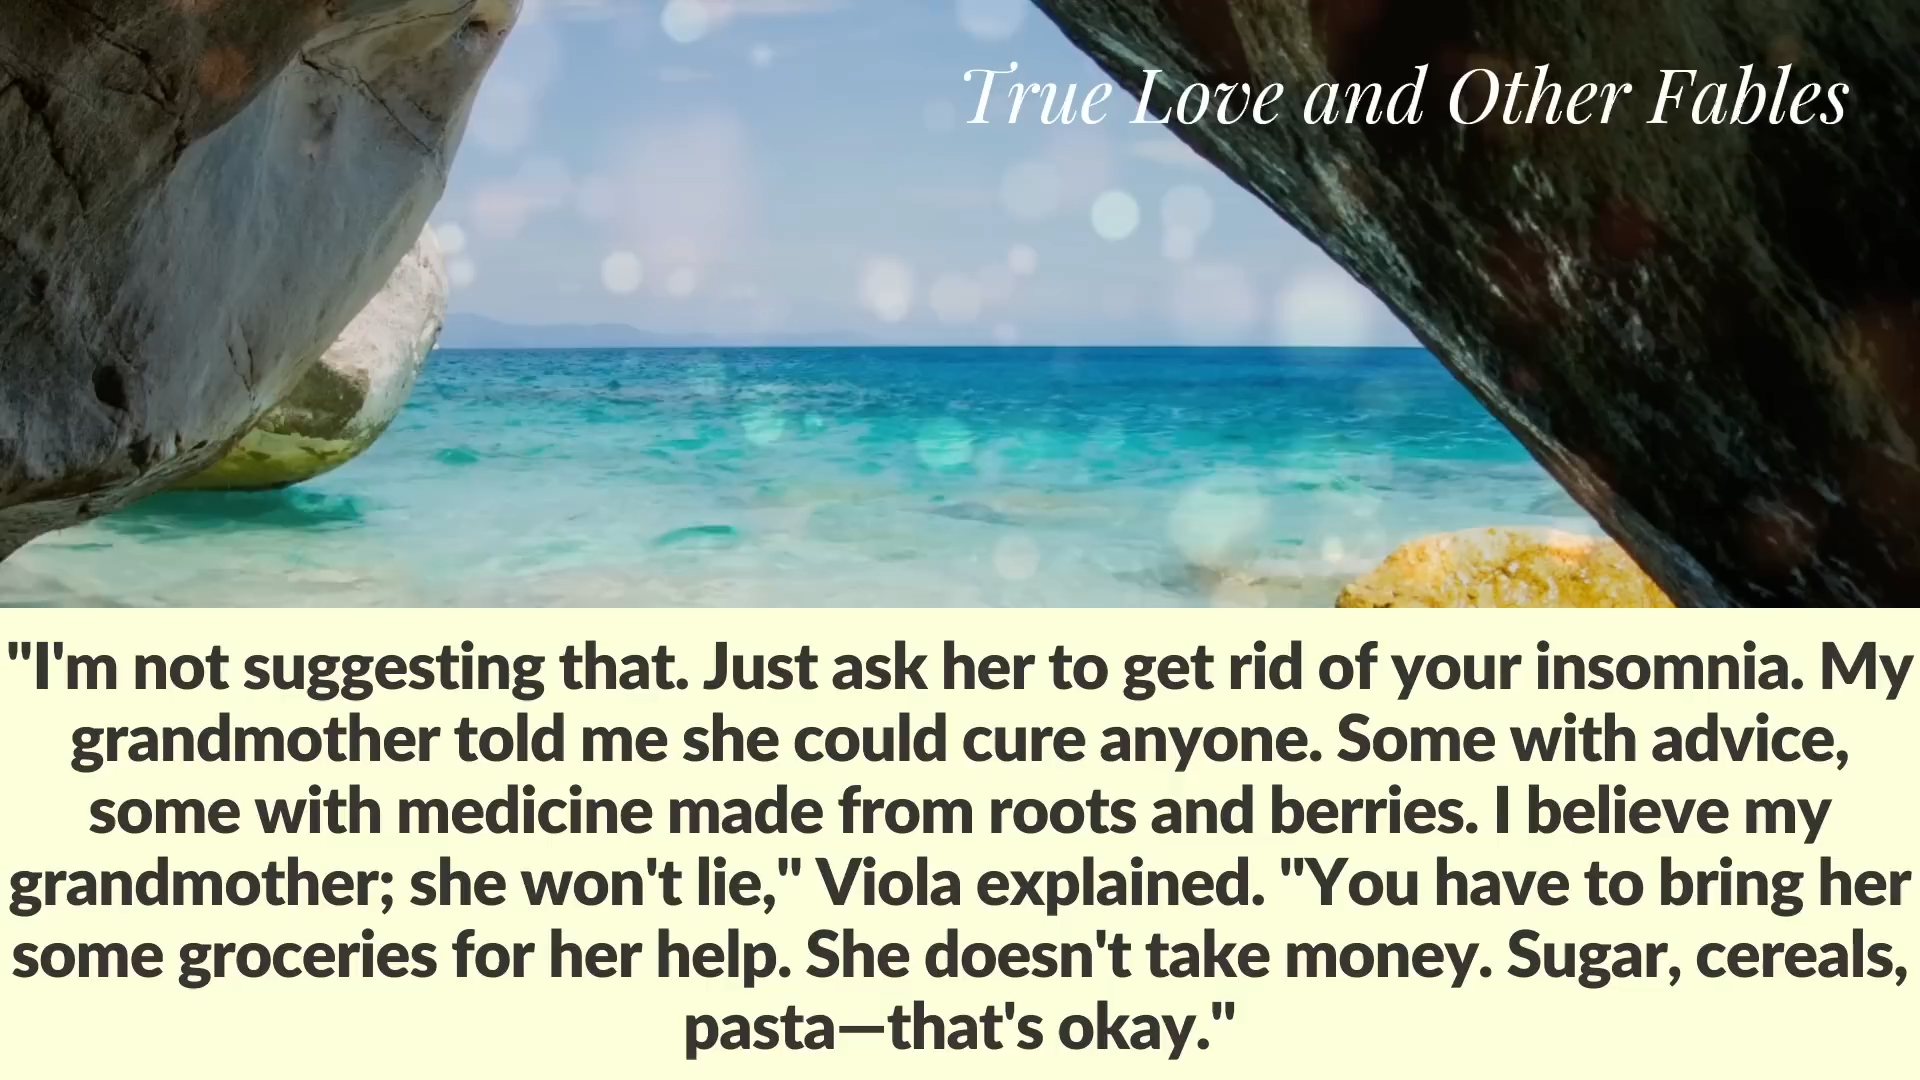 True Love and Other Fables
"I'm not suggesting that. Just ask her to get rid of your insomnia. My
grandmother told me she could cure anyone. Some with advice,
some with medicine made from roots and berries. I believe my
grandmother; she won't lie," Viola explained. "You have to bring her
some groceries for her help. She doesn't take money. Sugar, cereals,
pasta—that's okay."